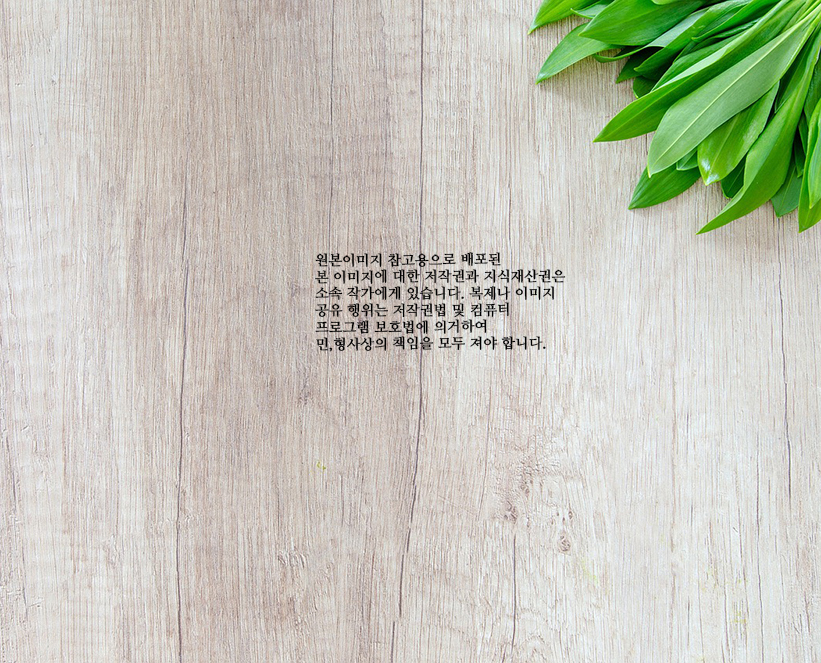 원본이미지 참고용으로 배포된
본 이미지에 대한 저작권과 지식재산권은
소속 작가에게 있습니다. 복제나 이미지
공유 행위는 저작권법 및 컴퓨터
프로그램 보호법에 의거하여
민,형사상의 책임을 모두 져야 합니다.